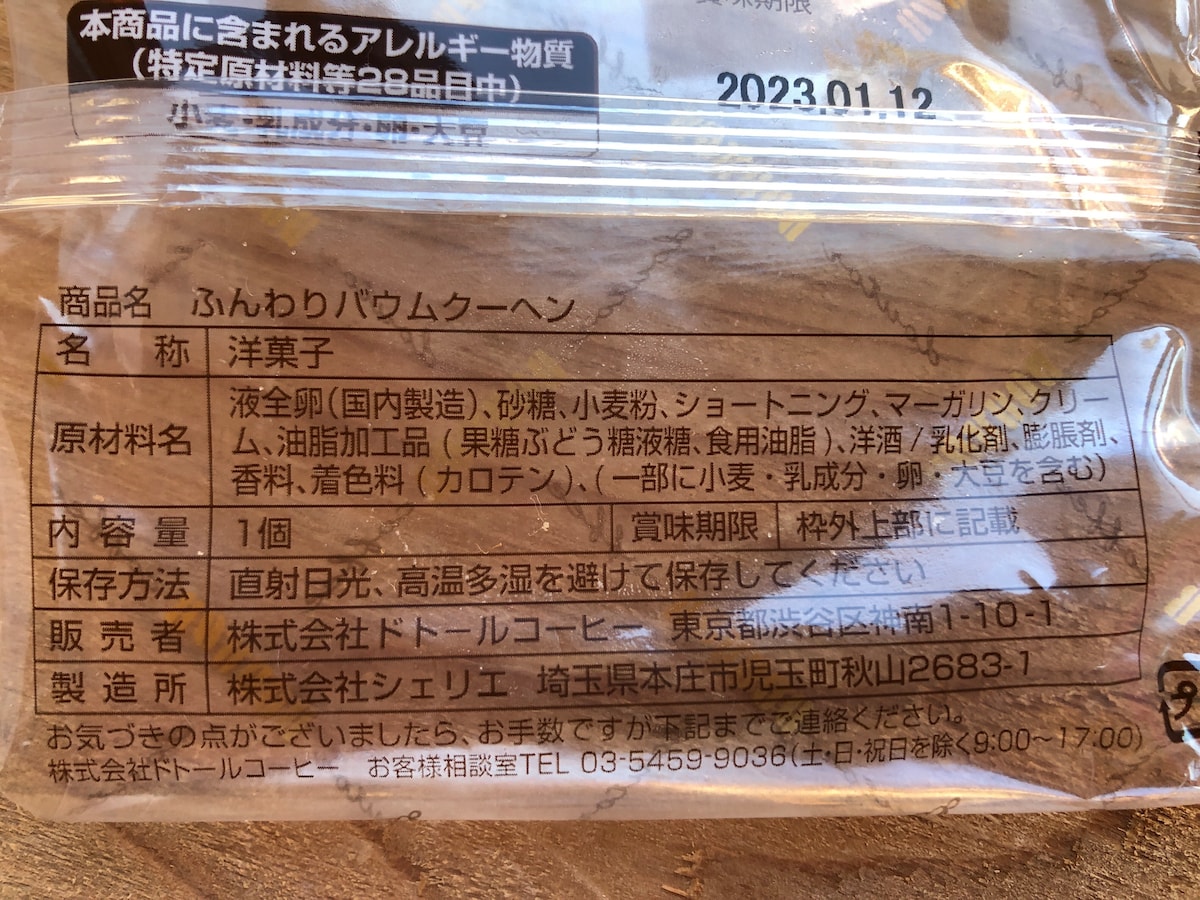 本商品に含まれるアレルギー物質
(特定原材料等28品目中)
小麦・乳成分・卵・大豆
賞味期限
2023.01.12
商品名 ふんわりバウムクーヘン
名称 洋菓子
原材料名 液全卵(国内製造)、砂糖、小麦粉、ショートニング、マーガリン、クリー
ム、油脂加工品(果糖ぶどう糖液糖、食用油脂)、洋酒/乳化剤、膨脹剤、
香料、着色料(カロテン)、(一部に小麦・乳成分・卵・大豆を含む)
内容量 1個 賞味期限 枠外上部に記載
保存方法 直射日光、高温多湿を避けて保存してください
販売者 株式会社ドトールコーヒー 東京都渋谷区神南1-10-1
製造所 株式会社シェリエ 埼玉県本庄市児玉町秋山2683-1
お気づきの点がございましたら、お手数ですが下記までご連絡ください。
株式会社ドトールコーヒー お客様相談室TEL 03-5459-9036(土・日・祝日を除く9:00~17:00)